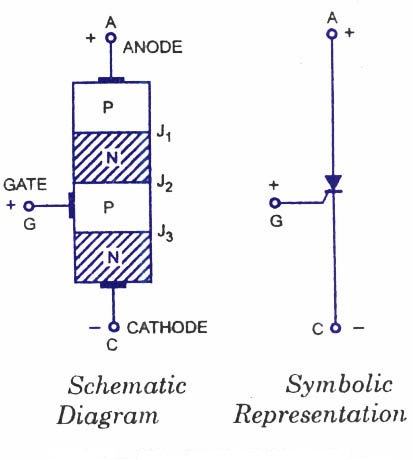 A
+
ANODE
P
J1
N
J2
GATE
+
G
P
J3
N
− CATHODE
C
Schematic
Diagram
A
+
+
G
C −
Symbolic
Representation